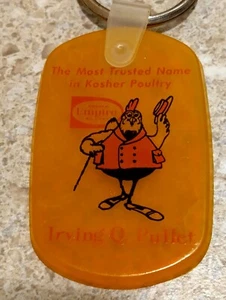 The Most Trusted Name
in Kosher Poultry
Empire
Irving Q. Pullet